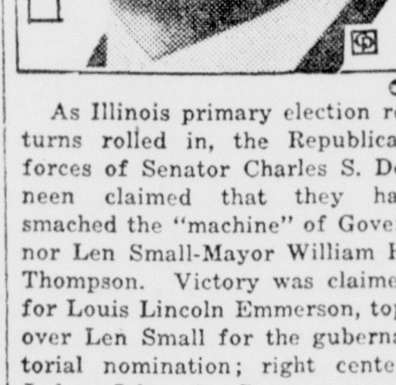 As Illinois primary election re
turns rolled in, the Republica
forces of Senator Charles S. De
neen claimed that they ha
smached the "machine" of Gove
nor Len Small-Mayor William H
Thompson. Victory was claime
for Louis Lincoln Emmerson, top
over Len Small for the guberna
torial nomination; right cente